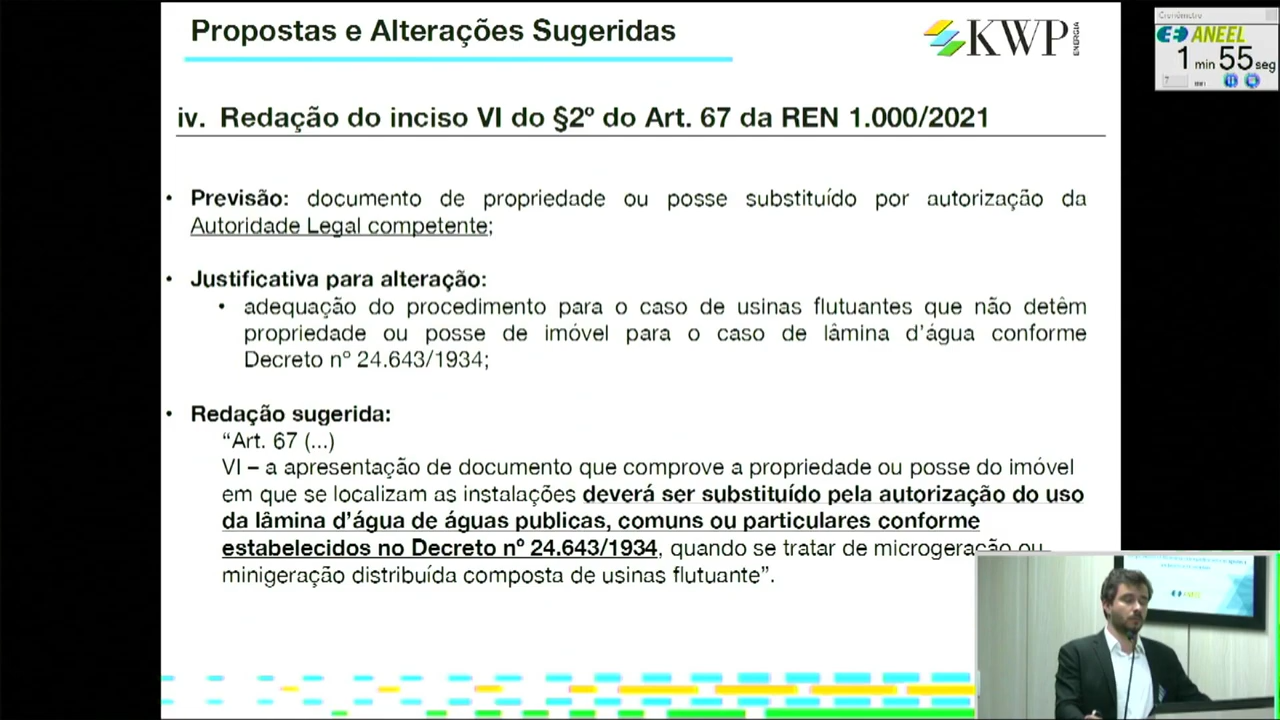 Propostas e Alterações Sugeridas
KWP
ENERGIA
Cronômetro
ANEEL
1 min 55 seg
7 min
iv. Redação do inciso VI do §2º do Art. 67 da REN 1.000/2021
• Previsão: documento de propriedade ou posse substituído por autorização da
Autoridade Legal competente;
• Justificativa para alteração:
• adequação do procedimento para o caso de usinas flutuantes que não detêm
propriedade ou posse de imóvel para o caso de lâmina d’água conforme
Decreto nº 24.643/1934;
• Redação sugerida:
“Art. 67 (...)
VI – a apresentação de documento que comprove a propriedade ou posse do imóvel
em que se localizam as instalações deverá ser substituído pela autorização do uso
da lâmina d’água de águas publicas, comuns ou particulares conforme
estabelecidos no Decreto nº 24.643/1934, quando se tratar de microgeração ou
minigeração distribuída composta de usinas flutuante”.
ANEEL